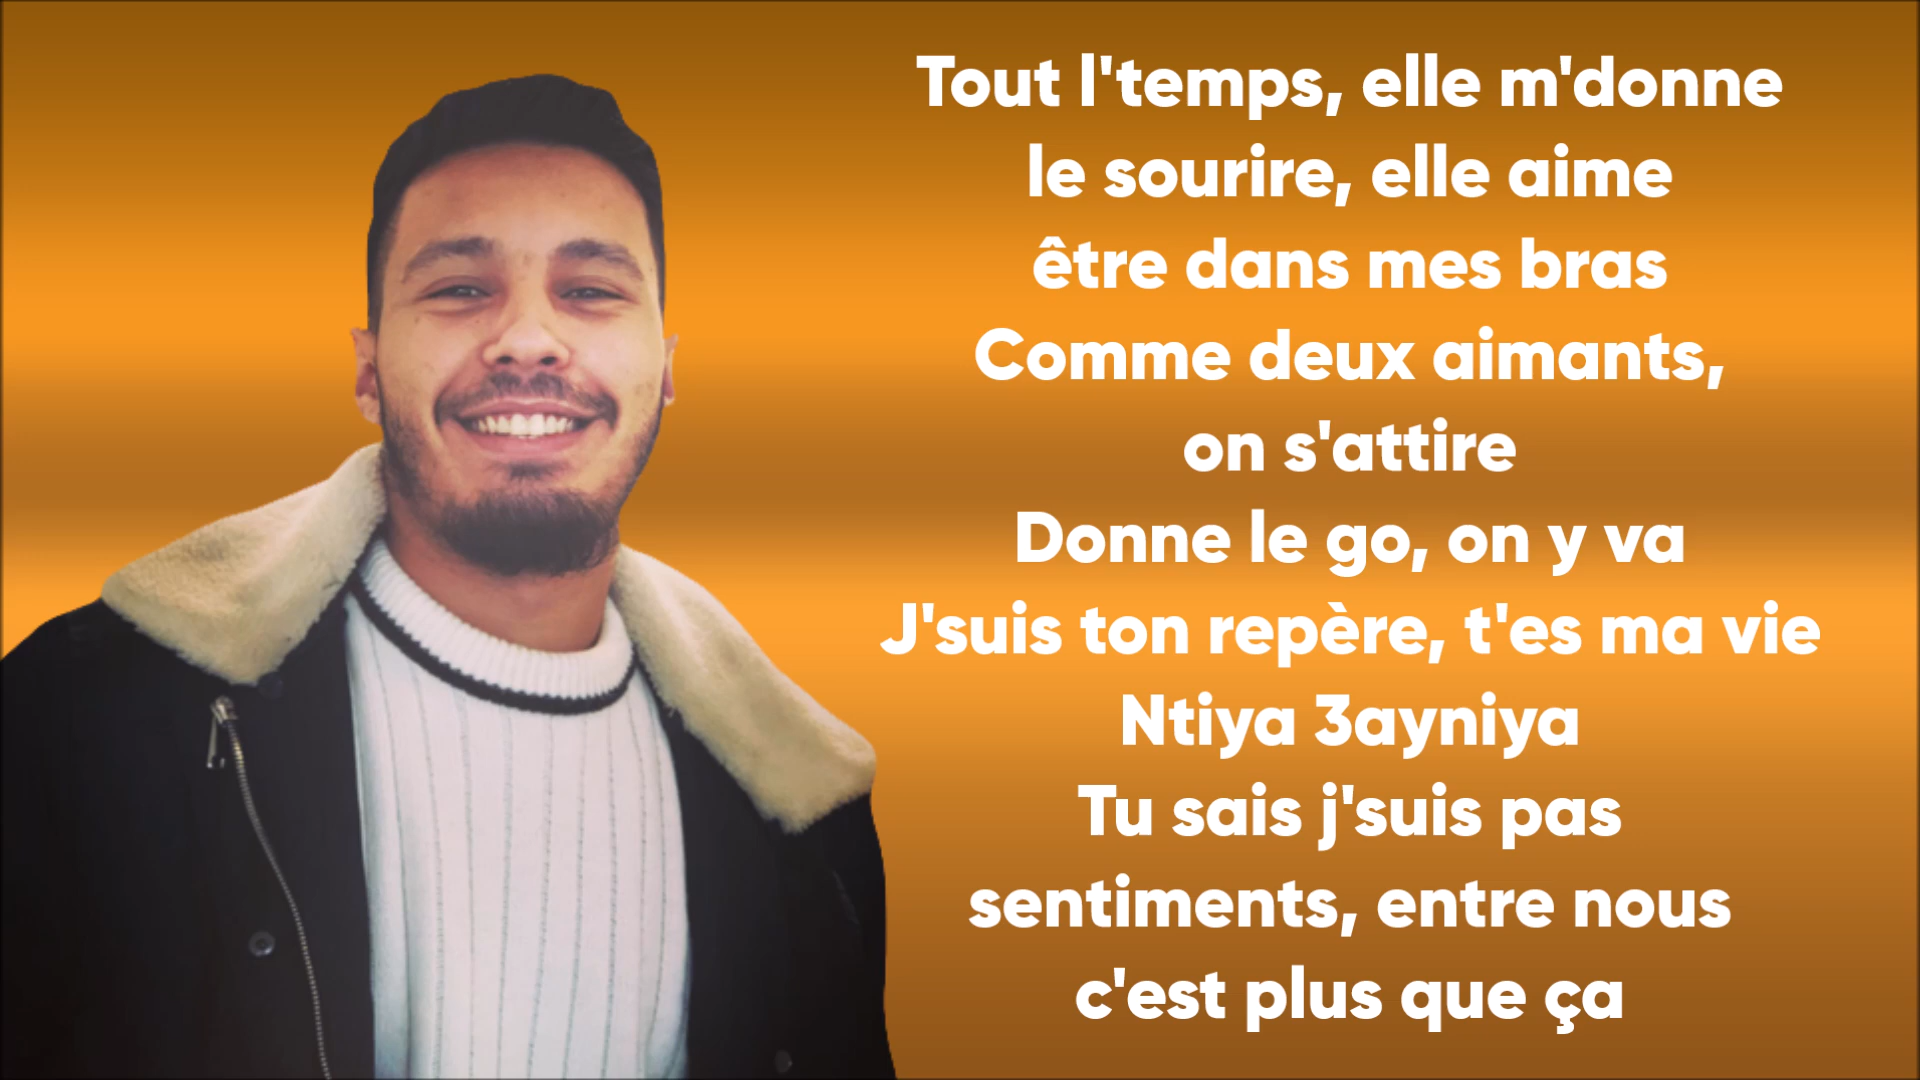 Tout l'temps, elle m'donne
le sourire, elle aime
être dans mes bras
Comme deux aimants,
on s'attire
Donne le go, on y va
J'suis ton repère, t'es ma vie
Ntiya 3ayniya
Tu sais j'suis pas
sentiments, entre nous
c'est plus que ça